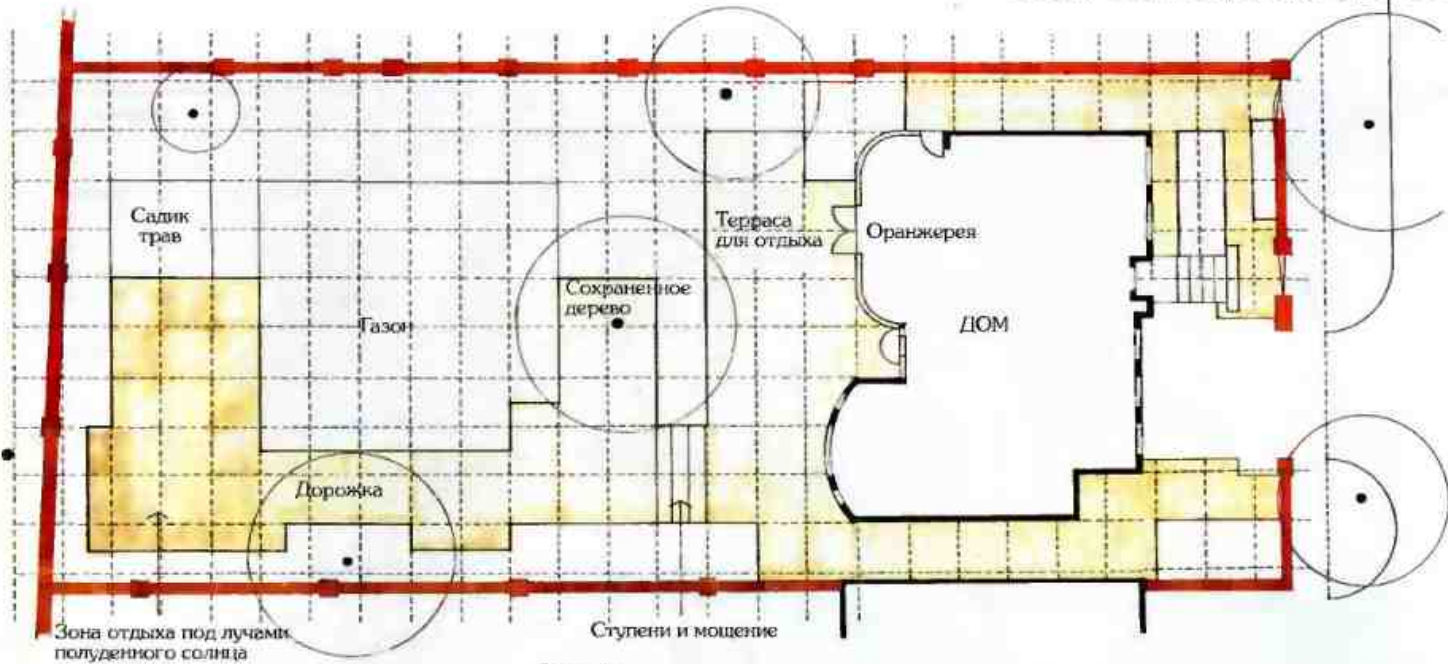 Садик
трав
Терраса
для отдыха
Оранжерея
Сохраненное
дерево
Газон
ДОМ
Дорожка
Зона отдыха под лучами
полуденного солнца
Ступени и мощение